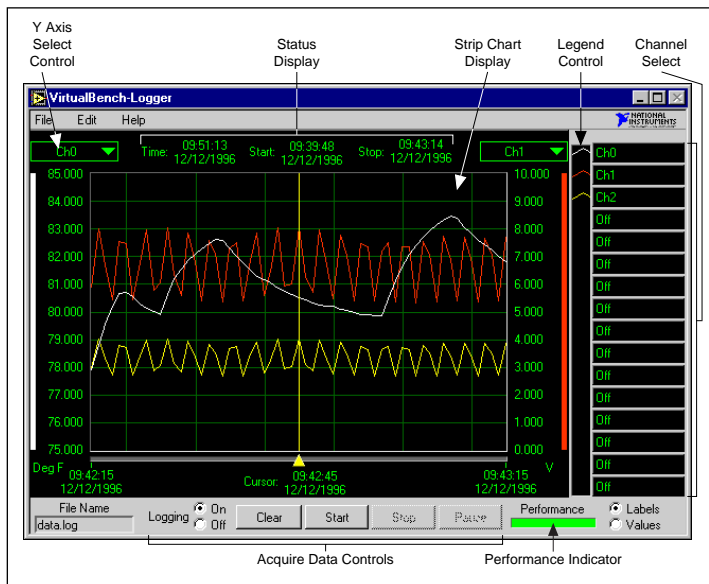 Y Axis
Select
Control
Status
Display
Strip Chart
Display
Legend
Control
Channel
Select
VirtualBench-Logger
File Edit Help
NATIONAL
INSTRUMENTS
Ch0
Time: 09:51:13 12/12/1996
Start: 09:39:48 12/12/1996
Stop: 09:43:14 12/12/1996
Ch1
85.000
84.000
83.000
82.000
81.000
80.000
79.000
78.000
77.000
76.000
75.000
Deg F
10.000
9.000
8.000
7.000
6.000
5.000
4.000
3.000
2.000
1.000
0.000
V
Ch0
Ch1
Ch2
Off
Off
Off
Off
Off
Off
Off
Off
Off
Off
Off
Off
Off
09:42:15
12/12/1996
Cursor: 09:42:45
12/12/1996
09:43:15
12/12/1996
File Name
data.log
Logging On
Off
Clear
Start
Stop
Pause
Performance
Labels
Values
Acquire Data Controls
Performance Indicator